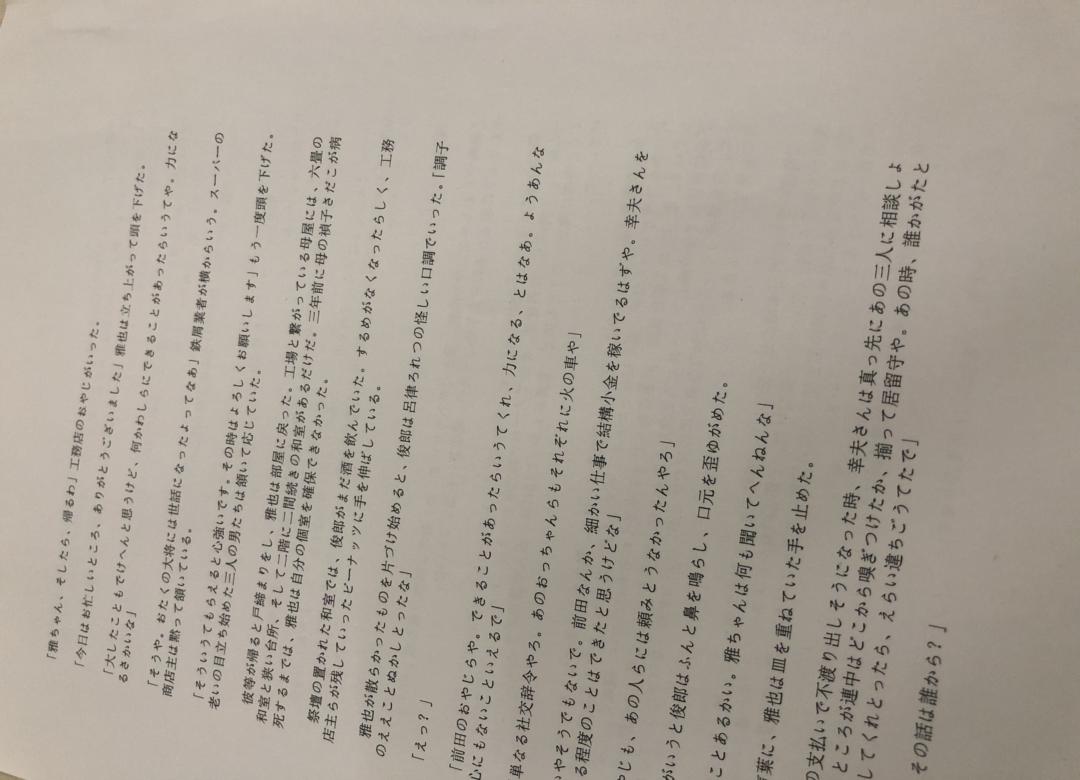 「雅ちゃん、そしたら、帰るわ」工務店のおやじがいった。
「今日はお忙しいところ、ありがとうございました」雅也は立ち上がって頭を下げた。
「大したこともでけへんと思うけど、何かわしらにできることがあったらいうてや。力にな
るさかいな」
「そうや。おたくの大将には世話になったよってなあ」鉄屑業者が横からいう。スーパーの
商店主は黙って頷いている。
「そういうてもらえると心強いです。その時はよろしくお願いします」もう一度頭を下げた。
老いの目立ち始めた三人の男たちは頷いて応じていた。
彼等が帰ると戸締まりをし、雅也は部屋に戻った。工場と繋がっている母屋には、六畳の
和室と狭い台所、そして二階に二間続きの和室があるだけだ。三年前に母の禎子さだこが病
死するまでは、雅也は自分の個室を確保できなかった。
祭壇の置かれた和室では、俊郎がまだ酒を飲んでいた。するめがなくなったらしく、工務
店主らが残していったピーナッツに手を伸ばしている。
雅也が散らかったものを片づけ始めると、俊郎は呂律ろれつの怪しい口調でいった。「調子
のええことぬかしとったな」
「えっ？」
「前田のおやじらや。できることがあったらいうてくれ、力になる、とはなあ。ようあんな
心にもないこといえるで」
単なる社交辞令やろ。あのおっちゃんらもそれぞれに火の車や」
いやそうでもないで。前田なんか、細かい仕事で結構小金を稼いでるはずや。幸夫さんを
る程度のことはできたと思うけどな」
やじも、あの人らには頼みとうなかったんやろ」
がいうと俊郎はふんと鼻を鳴らし、口元を歪ゆがめた。
ことあるかい。雅ちゃんは何も聞いてへんねんな」
葉に、雅也は皿を重ねていた手を止めた。
の支払いで不渡り出しそうになった時、幸夫さんは真っ先にあの三人に相談しょ
ところが連中はどこから嗅ぎつけたか、揃って居留守や。あの時、誰かがたと
してくれとったら、えらい違ちごうてたで」
その話は誰から？」